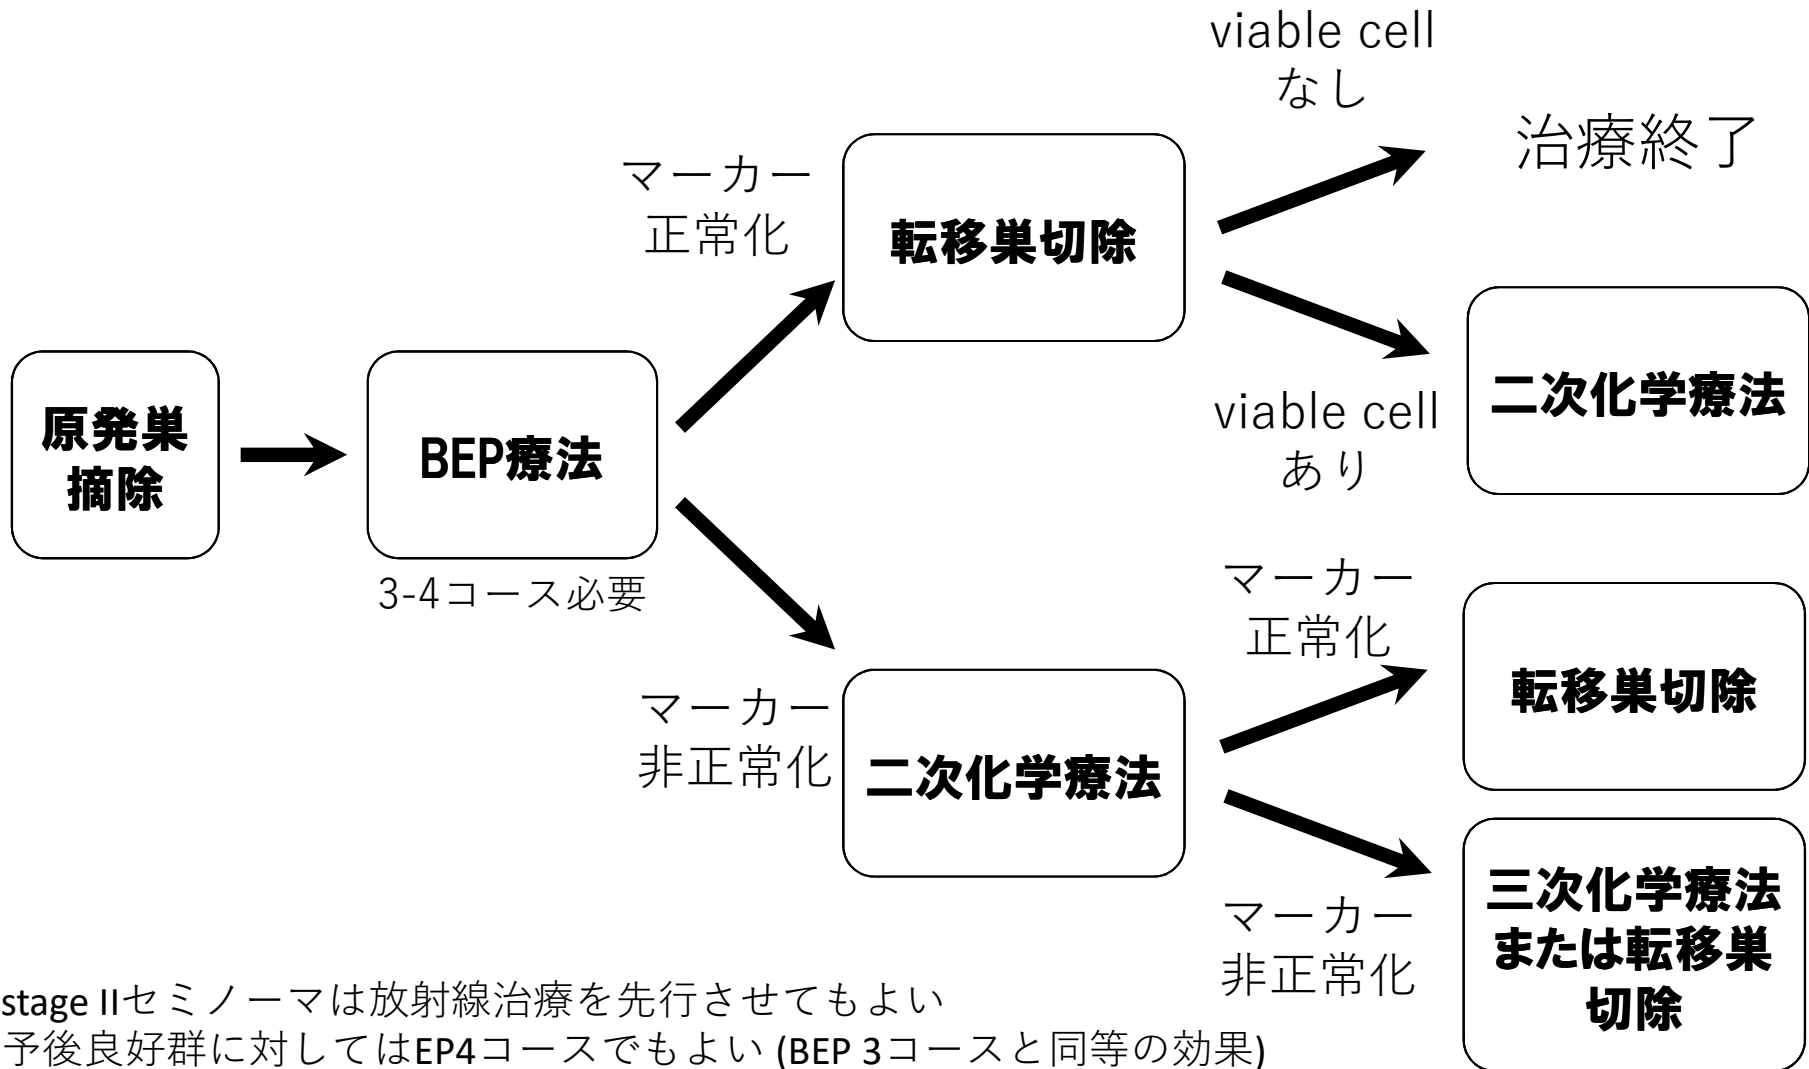 原発巣
摘除
BEP療法
3-4コース必要
マーカー
正常化
転移巣切除
viable cell
なし
治療終了
viable cell
あり
二次化学療法
マーカー
非正常化
二次化学療法
マーカー
正常化
転移巣切除
マーカー
非正常化
三次化学療法
または転移巣
切除
stage IIセミノーマは放射線治療を先行させてもよい
予後良好群に対してはEP4コースでもよい (BEP 3コースと同等の効果)